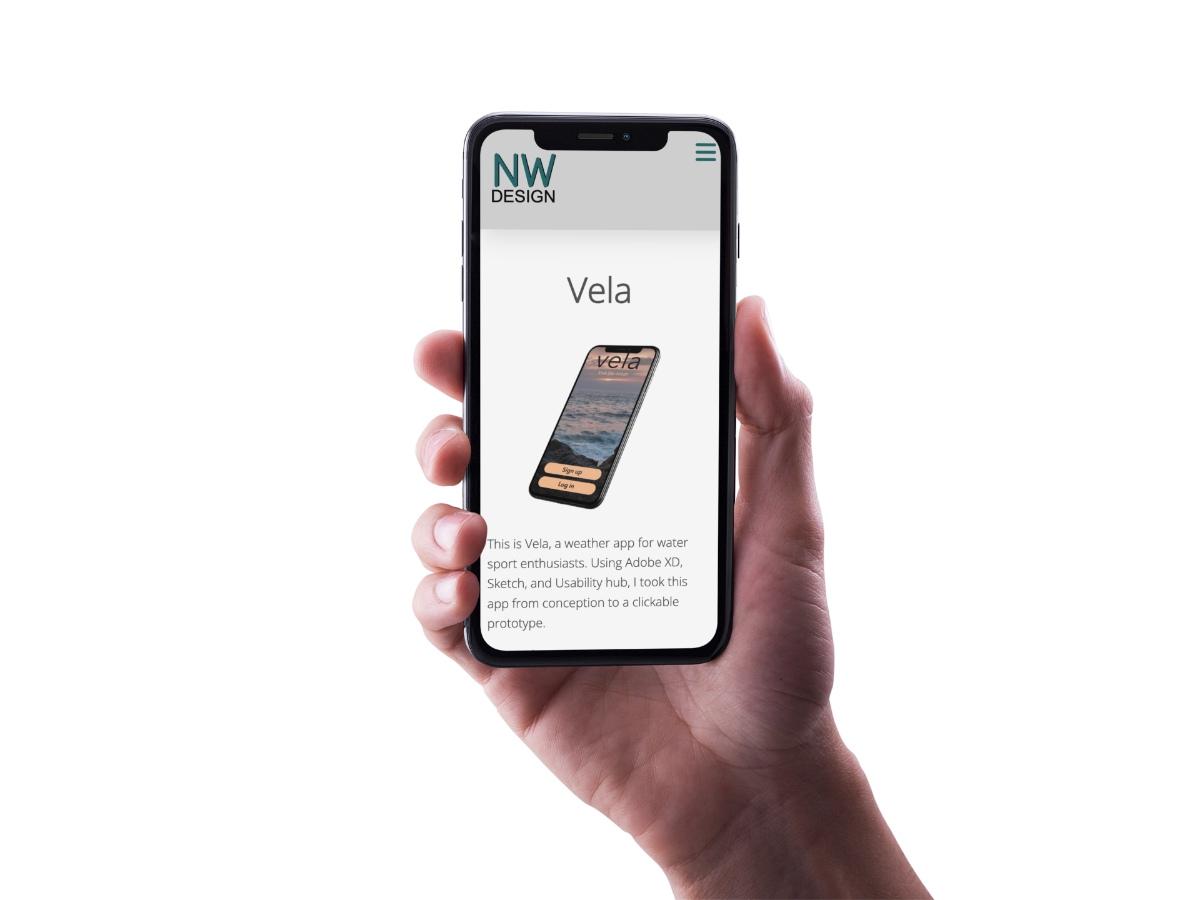 NW
DESIGN
Vela
vela
Sign up
Log in
This is Vela, a weather app for water
sport enthusiasts. Using Adobe XD,
Sketch, and Usability hub, I took this
app from conception to a clickable
prototype.